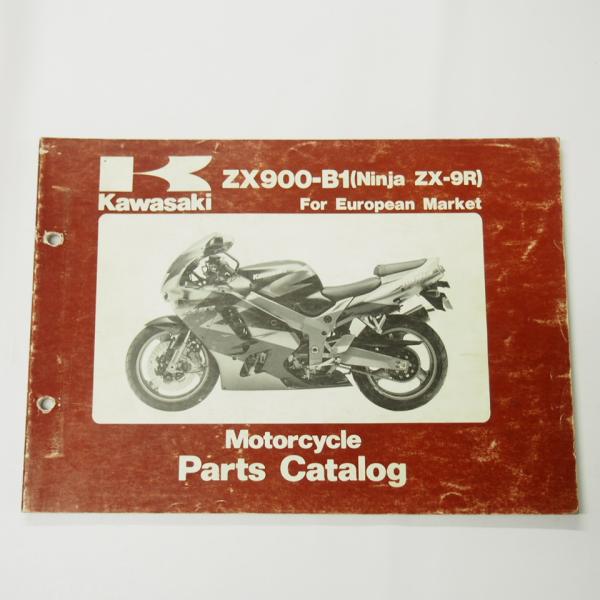 Kawasaki
ZX900-B1(Ninja ZX-9R)
For European Market
Motorcycle
Parts Catalog